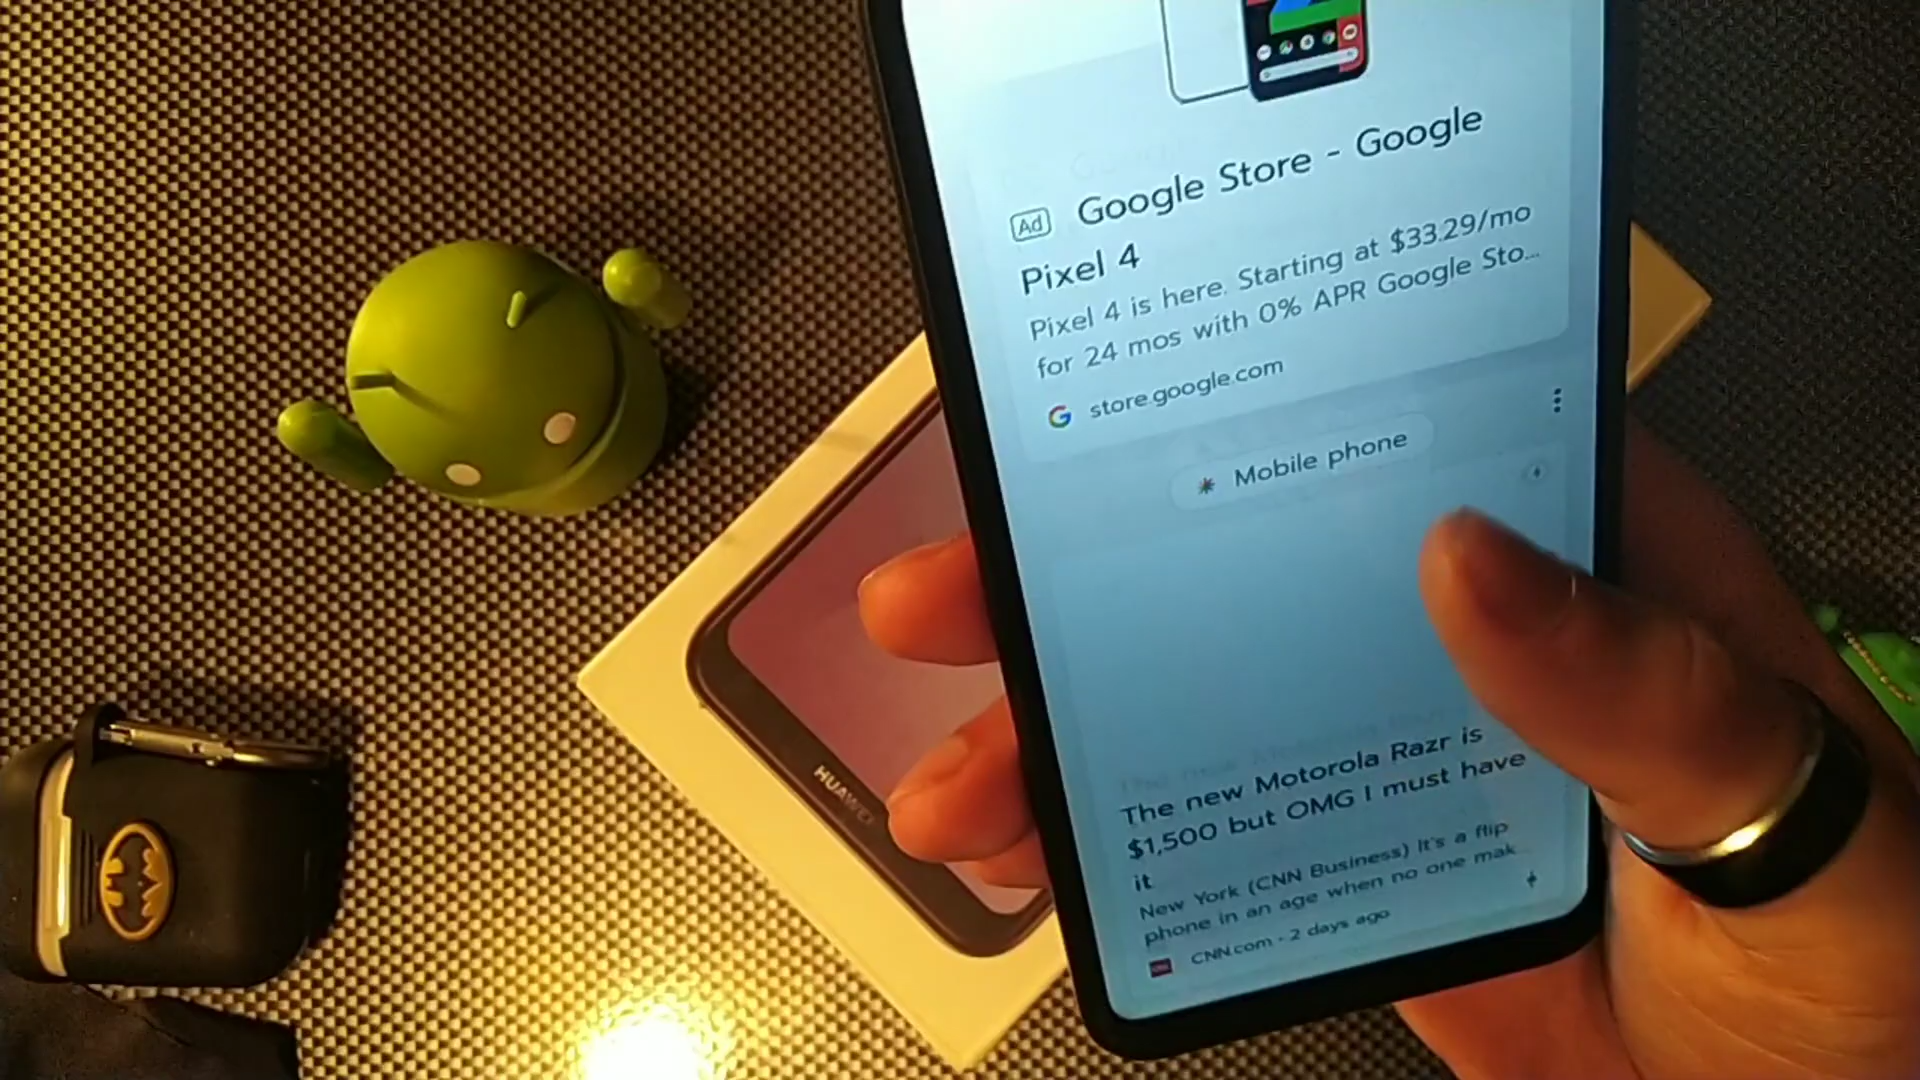 Ad Google Store - Google
Pixel 4
Pixel 4 is here. Starting at $33.29/mo
for 24 mos with 0% APR Google Sto...
store.google.com
Mobile phone
The new Motorola Razr is
$1,500 but OMG I must have
it
New York (CNN Business) It's a flip
phone in an age when no one mak...
CNN.com · 2 days ago
HUAWEI